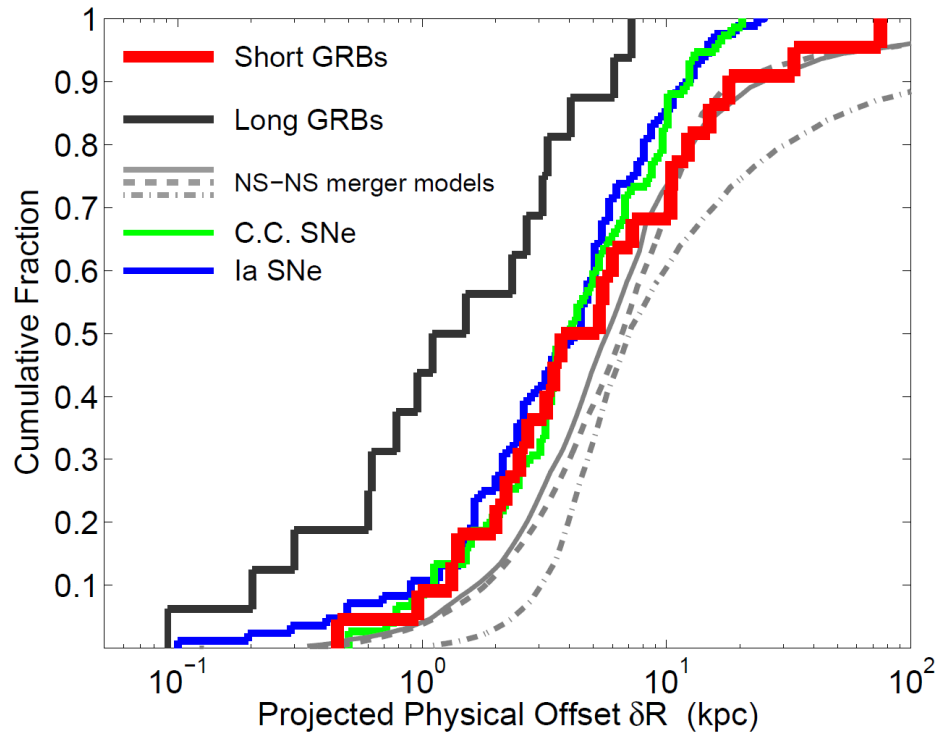 1
0.9
0.8
0.7
0.6
0.5
0.4
0.3
0.2
0.1
Cumulative Fraction
Short GRBs
Long GRBs
NS−NS merger models
C.C. SNe
Ia SNe
10⁻¹ 10⁰ 10¹ 10²
Projected Physical Offset δR (kpc)